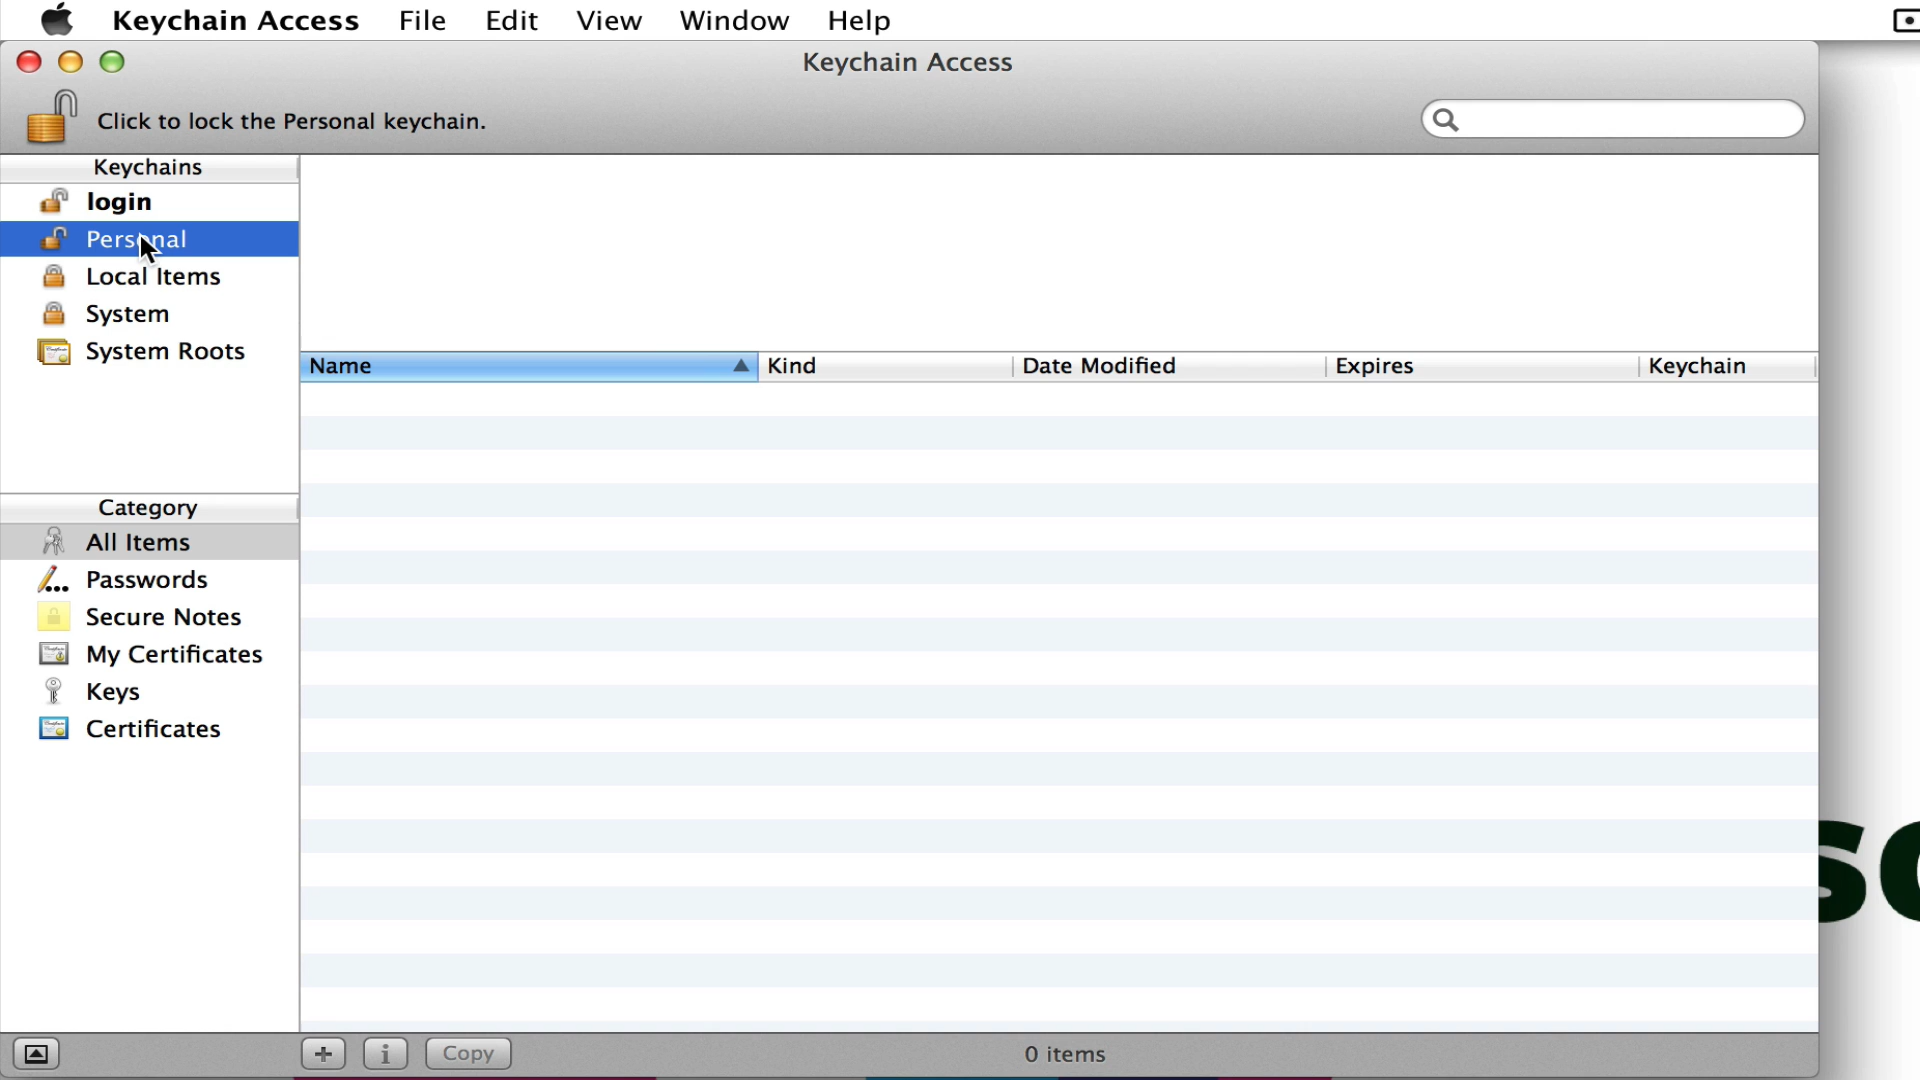 Keychain Access File Edit View Window Help
Keychain Access
Click to lock the Personal keychain.
Keychains
login
Personal
Local Items
System
System Roots
Name Kind Date Modified Expires Keychain
Category
All Items
Passwords
Secure Notes
My Certificates
Keys
Certificates
Copy 0 items